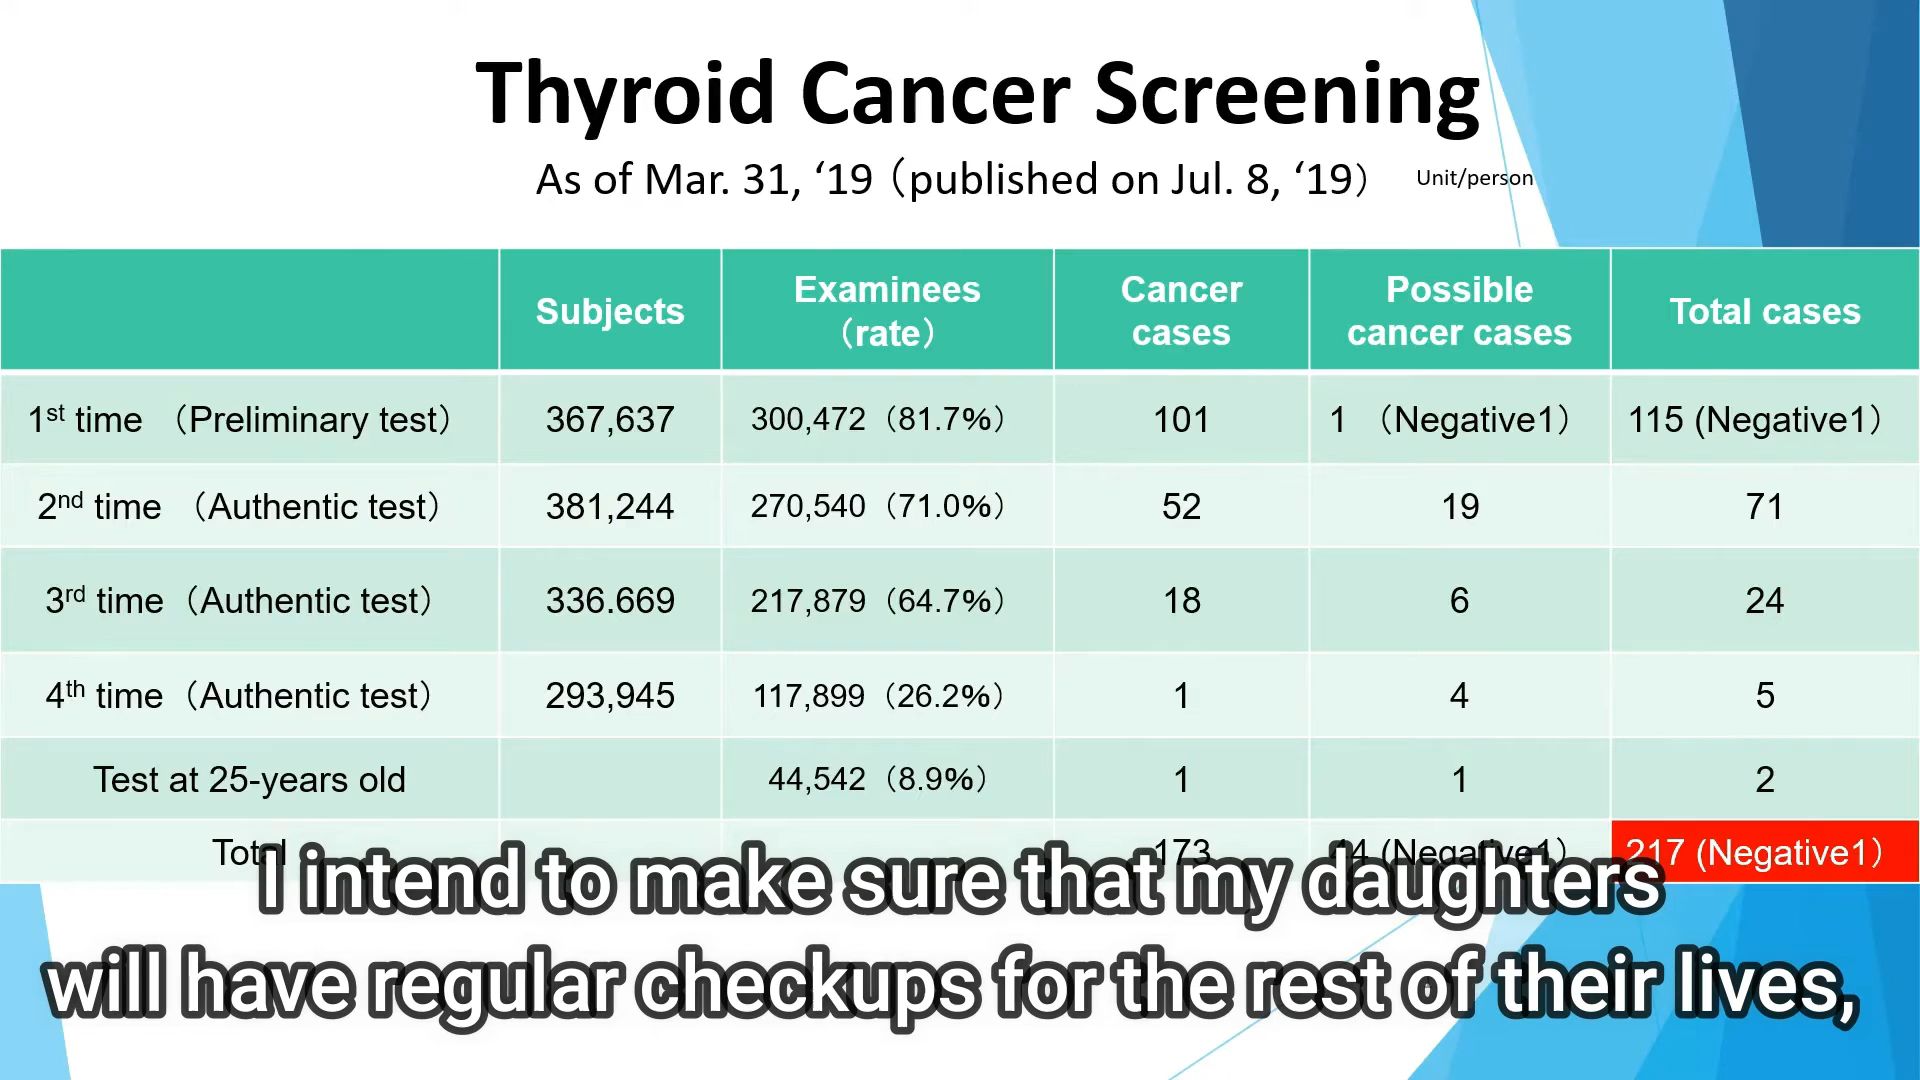 Thyroid Cancer Screening
As of Mar. 31, ‘19（published on Jul. 8, ‘19） Unit/person
Subjects Examinees （rate） Cancer cases Possible cancer cases Total cases
1st time （Preliminary test） 367,637 300,472（81.7%） 101 1 （Negative1） 115 (Negative1）
2nd time （Authentic test） 381,244 270,540（71.0%） 52 19 71
3rd time（Authentic test） 336.669 217,879（64.7%） 18 6 24
4th time（Authentic test） 293,945 117,899（26.2%） 1 4 5
Test at 25-years old 44,542（8.9%） 1 1 2
Total 173 44 (Negative1） 217 (Negative1）
I intend to make sure that my daughters
will have regular checkups for the rest of their lives,